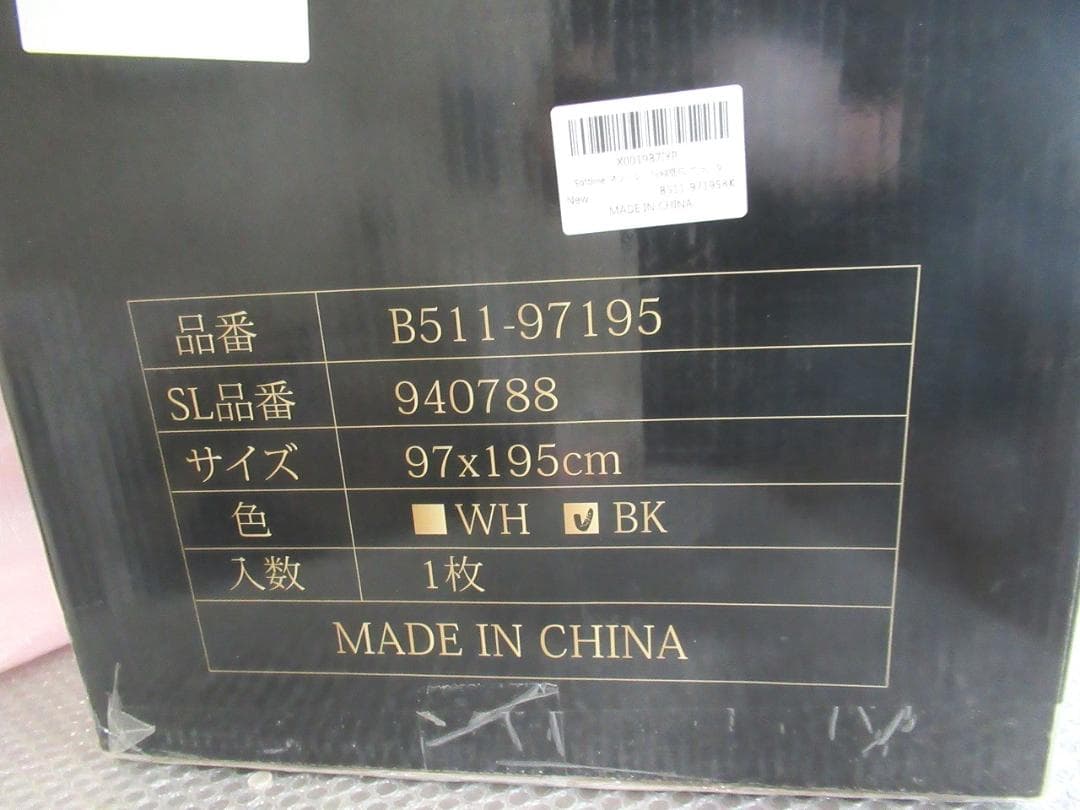 New
B511-97195BK
MADE IN CHINA
品番 B511-97195
SL品番 940788
サイズ 97x195cm
色 WH BK
入数 1枚
MADE IN CHINA